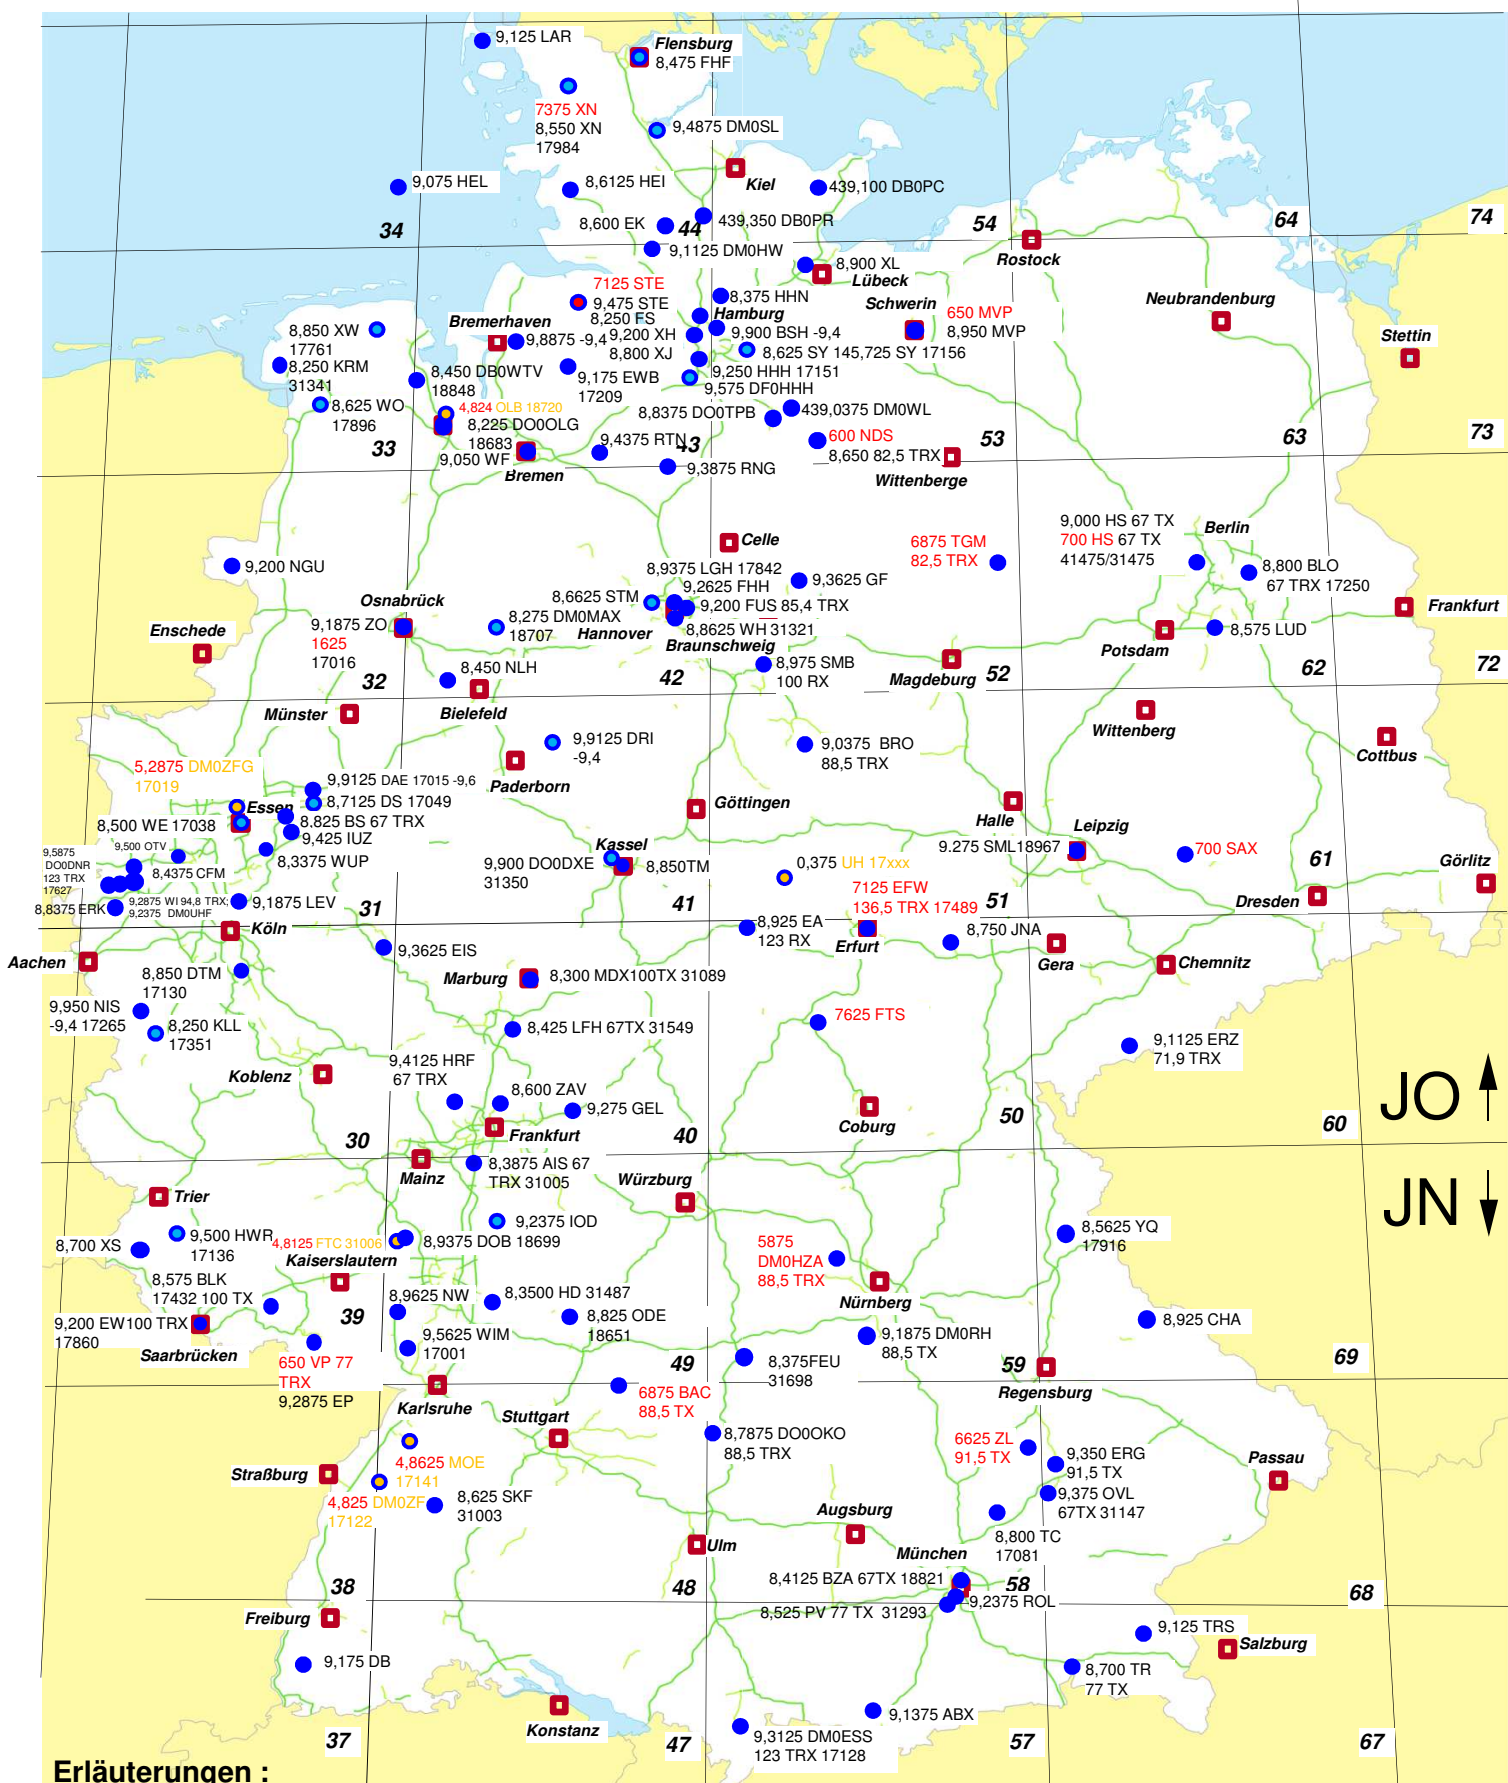 9,125 LAR
Flensburg
8,475 FHF
7375 XN
8,550 XN
17984
9,4875 DM0SL
Kiel
9,075 HEL
8,6125 HEI
439,100 DB0PC
34
8,600 EK
44
439,350 DB0PR
54
64
74
9,1125 DM0HW
Rostock
8,900 XL
Lübeck
7125 STE
9,475 STE
8,250 FS
8,375 HHN
Hamburg
Schwerin
650 MVP
8,950 MVP
Neubrandenburg
Stettin
8,850 XW
17761
Bremerhaven
9,8875 -9,4
9,200 XH
9,900 BSH -9,4
8,800 XJ
8,625 SY 145,725 SY 17156
8,250 KRM
31341
8,450 DB0WTV
18848
9,175 EWB
17209
9,250 HHH 17151
9,575 DF0HHH
8,625 WO
17896
4,824 OLB 18720
8,225 DO0OLG
18683
8,8375 DO0TPB
439,0375 DM0WL
33
9,050 WF
Bremen
9,4375 RTN
43
9,3875 RNG
600 NDS
8,650 82,5 TRX
53
63
73
Wittenberge
9,000 HS 67 TX
700 HS 67 TX
41475/31475
Berlin
Celle
6875 TGM
82,5 TRX
9,200 NGU
8,9375 LGH 17842
9,2625 FHH
9,3625 GF
8,800 BLO
67 TRX 17250
Osnabrück
8,6625 STM
9,200 FUS 85,4 TRX
Frankfurt
Enschede
9,1875 ZO
1625
17016
8,275 DM0MAX
18707
Hannover
8,8625 WH 31321
Braunschweig
8,575 LUD
Potsdam
8,450 NLH
8,975 SMB
100 RX
Magdeburg
32
42
52
62
72
Münster
Bielefeld
Wittenberg
Cottbus
9,9125 DRI
-9,4
9,0375 BRO
88,5 TRX
5,2875 DM0ZFG
17019
Paderborn
9,9125 DAE 17015 -9,6
8,7125 DS 17049
Essen
8,825 BS 67 TRX
8,500 WE 17038
9,425 IUZ
Göttingen
Halle
Leipzig
9,500 OTV
8,3375 WUP
Kassel
9,900 DO0DXE
31350
8,850TM
9.275 SML18967
700 SAX
61
Görlitz
9,5875
DO0DNR
123 TRX
17627
8,4375 CFM
0,375 UH 17xxx
7125 EFW
136,5 TRX 17489
51
Dresden
8,8375 ERK
9,2875 WI 94,8 TRX;
9,2375 DM0UHF
9,1875 LEV
31
41
8,925 EA
123 RX
Erfurt
8,750 JNA
Köln
Aachen
9,3625 EIS
Gera
Chemnitz
8,850 DTM
17130
Marburg
8,300 MDX100TX 31089
9,950 NIS
-9,4 17265
8,250 KLL
17351
8,425 LFH 67TX 31549
7625 FTS
9,1125 ERZ
71,9 TRX
9,4125 HRF
67 TRX
Koblenz
8,600 ZAV
9,275 GEL
JO
Coburg
50
60
Frankfurt
30
40
Mainz
8,3875 AIS 67
TRX 31005
Würzburg
Trier
JN
9,2375 IOD
9,500 HWR
17136
8,700 XS
4,8125 FTC 31006
8,9375 DOB 18699
Kaiserslautern
5875
DM0HZA
88,5 TRX
8,5625 YQ
17916
8,575 BLK
17432 100 TX
Nürnberg
8,9625 NW
8,3500 HD 31487
39
9,200 EW100 TRX
17860
Saarbrücken
8,825 ODE
18651
8,925 CHA
9,5625 WIM
17001
9,1875 DM0RH
88,5 TX
650 VP 77
TRX
9,2875 EP
8,375FEU
31698
49
59
69
Regensburg
6875 BAC
88,5 TX
Karlsruhe
Stuttgart
8,7875 DO0OKO
88,5 TRX
6625 ZL
91,5 TX
9,350 ERG
91,5 TX
Passau
Straßburg
4,8625 MOE
17141
4,825 DM0ZF
17122
8,625 SKF
31003
9,375 OVL
67TX 31147
Augsburg
8,800 TC
17081
Ulm
München
38
48
8,4125 BZA 67TX 18821
58
68
9,2375 ROL
8,525 PV 77 TX 31293
Freiburg
9,125 TRS
Salzburg
9,175 DB
8,700 TR
77 TX
Konstanz
9,1375 ABX
9,3125 DM0ESS
123 TRX 17128
37
47
57
67
Erläuterungen :